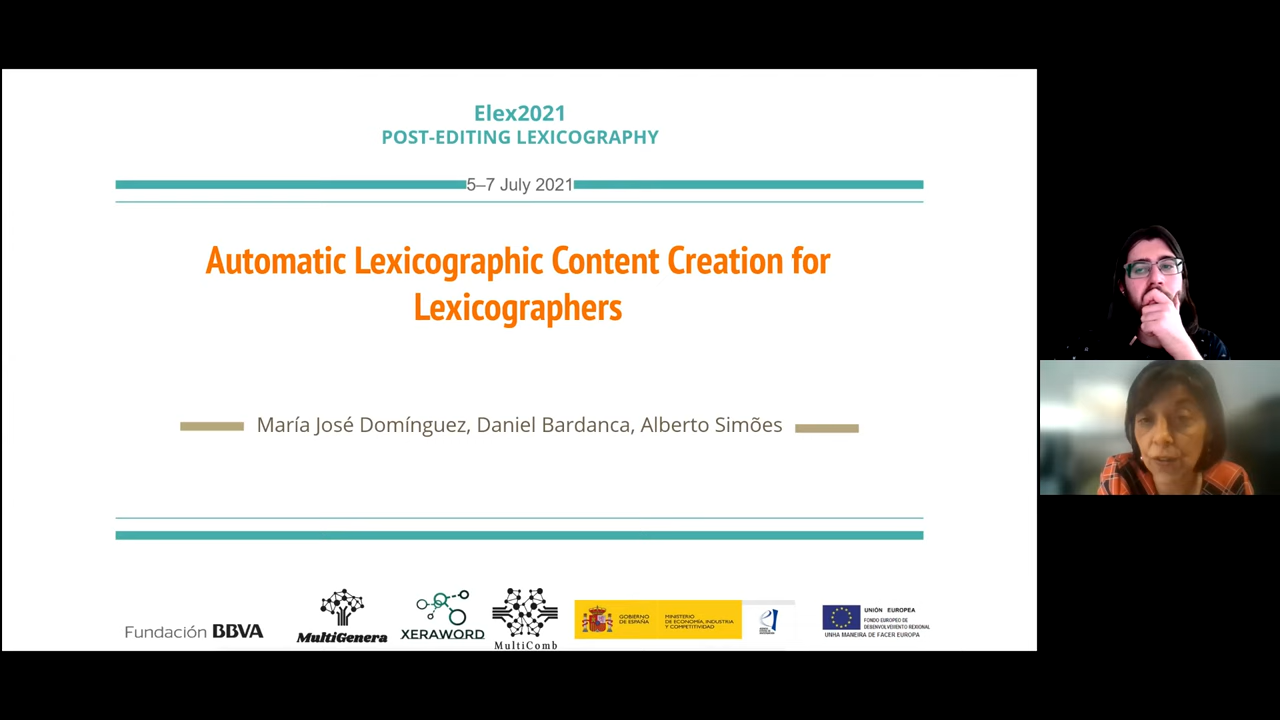 Elex2021
POST-EDITING LEXICOGRAPHY
5–7 July 2021
Automatic Lexicographic Content Creation for
Lexicographers
María José Domínguez, Daniel Bardanca, Alberto Simões
Fundación BBVA
MultiGenera
XERAWORD
MultiComb
GOBIERNO
DE ESPAÑA
MINISTERIO
DE ECONOMÍA, INDUSTRIA
Y COMPETITIVIDAD
UNIÓN EUROPEA
FONDO EUROPEO DE
DESENVOLVEMENTO REXIONAL
UNHA MANEIRA DE FACER EUROPA